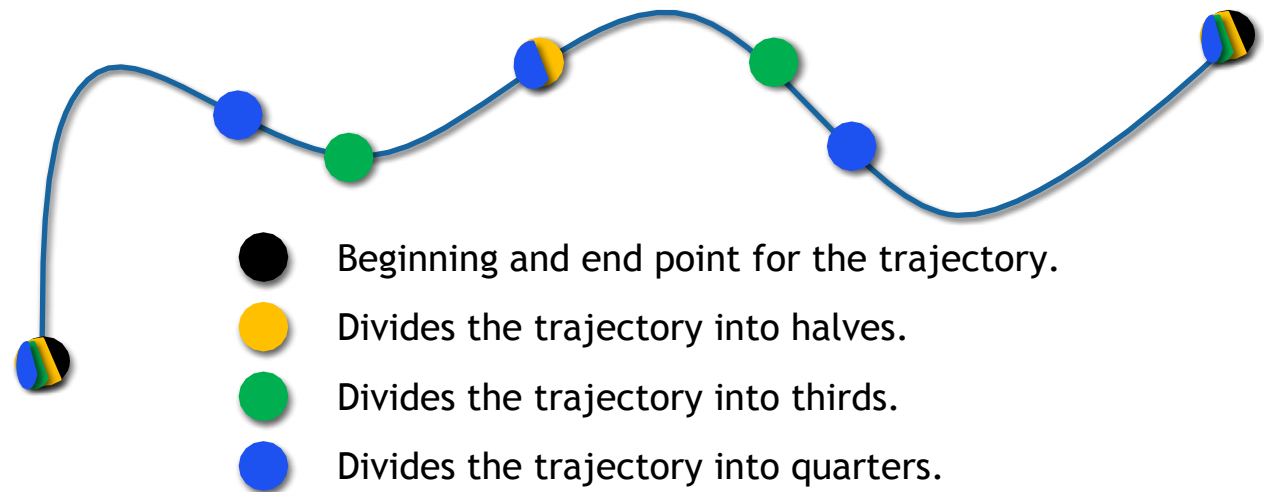 Beginning and end point for the trajectory.
Divides the trajectory into halves.
Divides the trajectory into thirds.
Divides the trajectory into quarters.